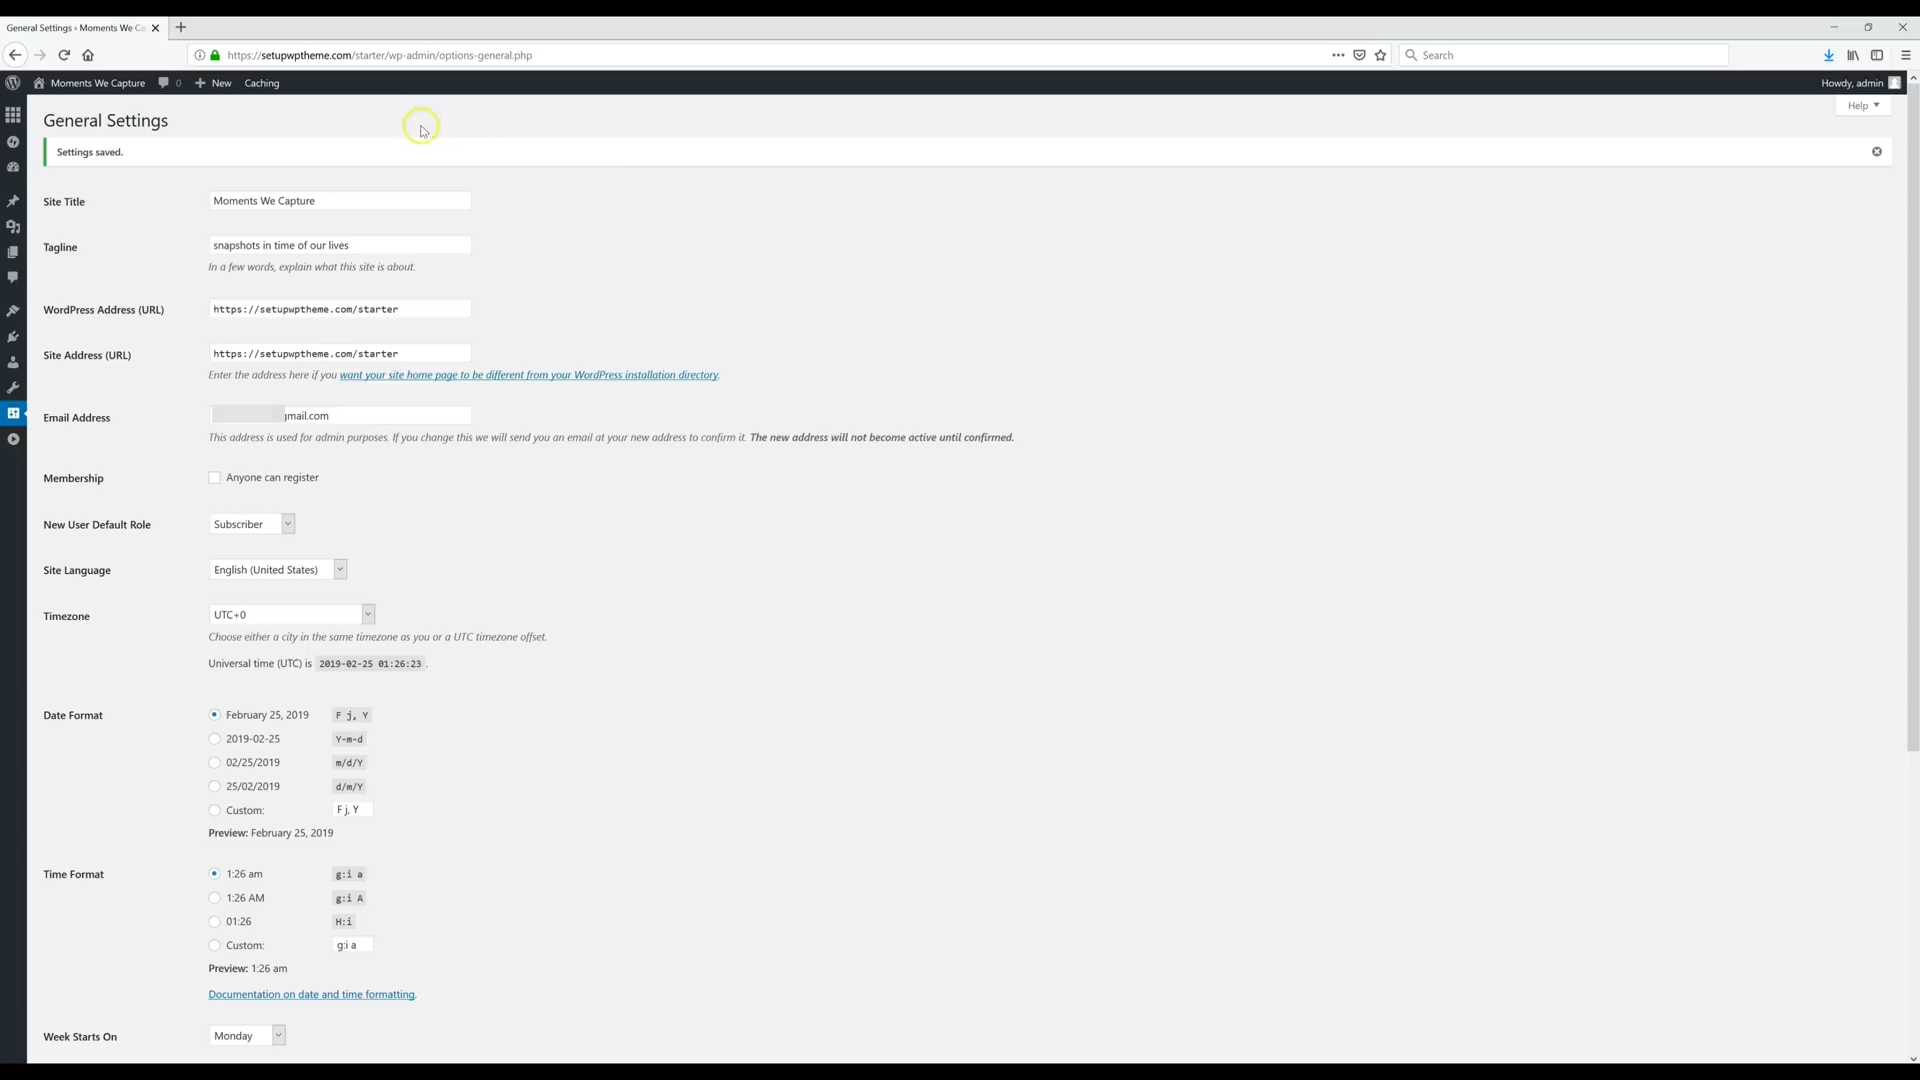 General Settings ‹ Moments We Ca
https://setupwptheme.com/starter/wp-admin/options-general.php
Search
Moments We Capture
0
New
Caching
Howdy, admin
Help
General Settings
Settings saved.
Site Title
Moments We Capture
Tagline
snapshots in time of our lives
In a few words, explain what this site is about.
WordPress Address (URL)
https://setupwptheme.com/starter
Site Address (URL)
https://setupwptheme.com/starter
Enter the address here if you want your site home page to be different from your WordPress installation directory.
Email Address
gmail.com
This address is used for admin purposes. If you change this we will send you an email at your new address to confirm it. The new address will not become active until confirmed.
Membership
Anyone can register
New User Default Role
Subscriber
Site Language
English (United States)
Timezone
UTC+0
Choose either a city in the same timezone as you or a UTC timezone offset.
Universal time (UTC) is 2019-02-25 01:26:23 .
Date Format
February 25, 2019 F j, Y
2019-02-25 Y-m-d
02/25/2019 m/d/Y
25/02/2019 d/m/Y
Custom: F j, Y
Preview: February 25, 2019
Time Format
1:26 am g:i a
1:26 AM g:i A
01:26 H:i
Custom: g:i a
Preview: 1:26 am
Documentation on date and time formatting.
Week Starts On
Monday